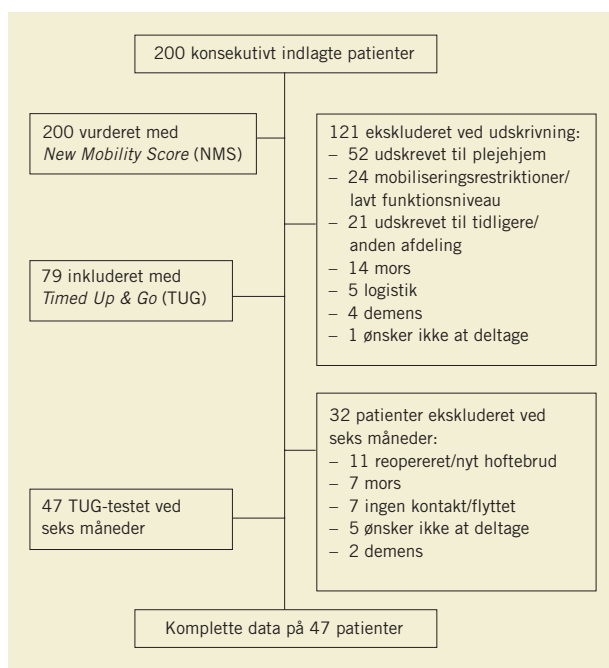 200 konsekutivt indlagte patienter
200 vurderet med
New Mobility Score (NMS)
121 ekskluderet ved udskrivning:
– 52 udskrevet til plejehjem
– 24 mobiliseringsrestriktioner/
lavt funktionsniveau
– 21 udskrevet til tidligere/
anden afdeling
– 14 mors
– 5 logistik
– 4 demens
– 1 ønsker ikke at deltage
79 inkluderet med
Timed Up & Go (TUG)
32 patienter ekskluderet ved
seks måneder:
– 11 reopereret/nyt hoftebrud
– 7 mors
– 7 ingen kontakt/flyttet
– 5 ønsker ikke at deltage
– 2 demens
47 TUG-testet ved
seks måneder
Komplette data på 47 patienter